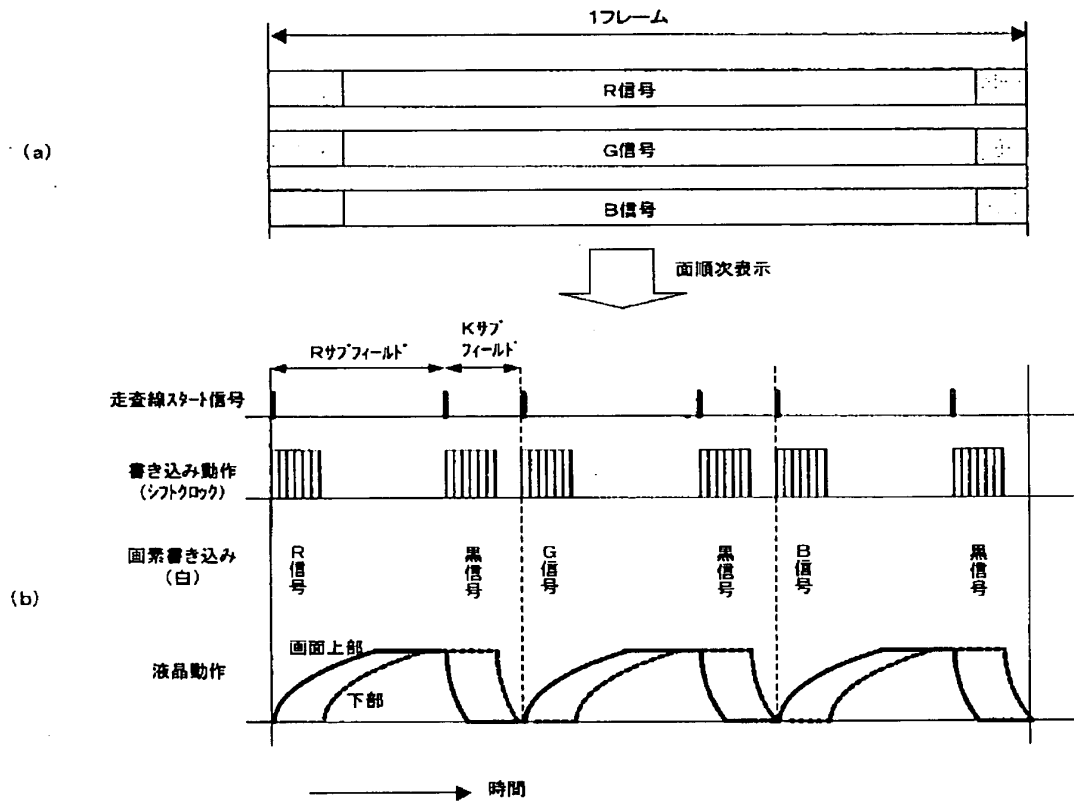 1フレーム
R信号
(a)
G信号
B信号
面順次表示
Rサブフィールド
Kサブ
フィールド
走査線スタート信号
書き込み動作
(シフトクロック)
画素書き込み
(白)
R信号
黒信号
G信号
黒信号
B信号
黒信号
(b)
画面上部
液晶動作
下部
時間